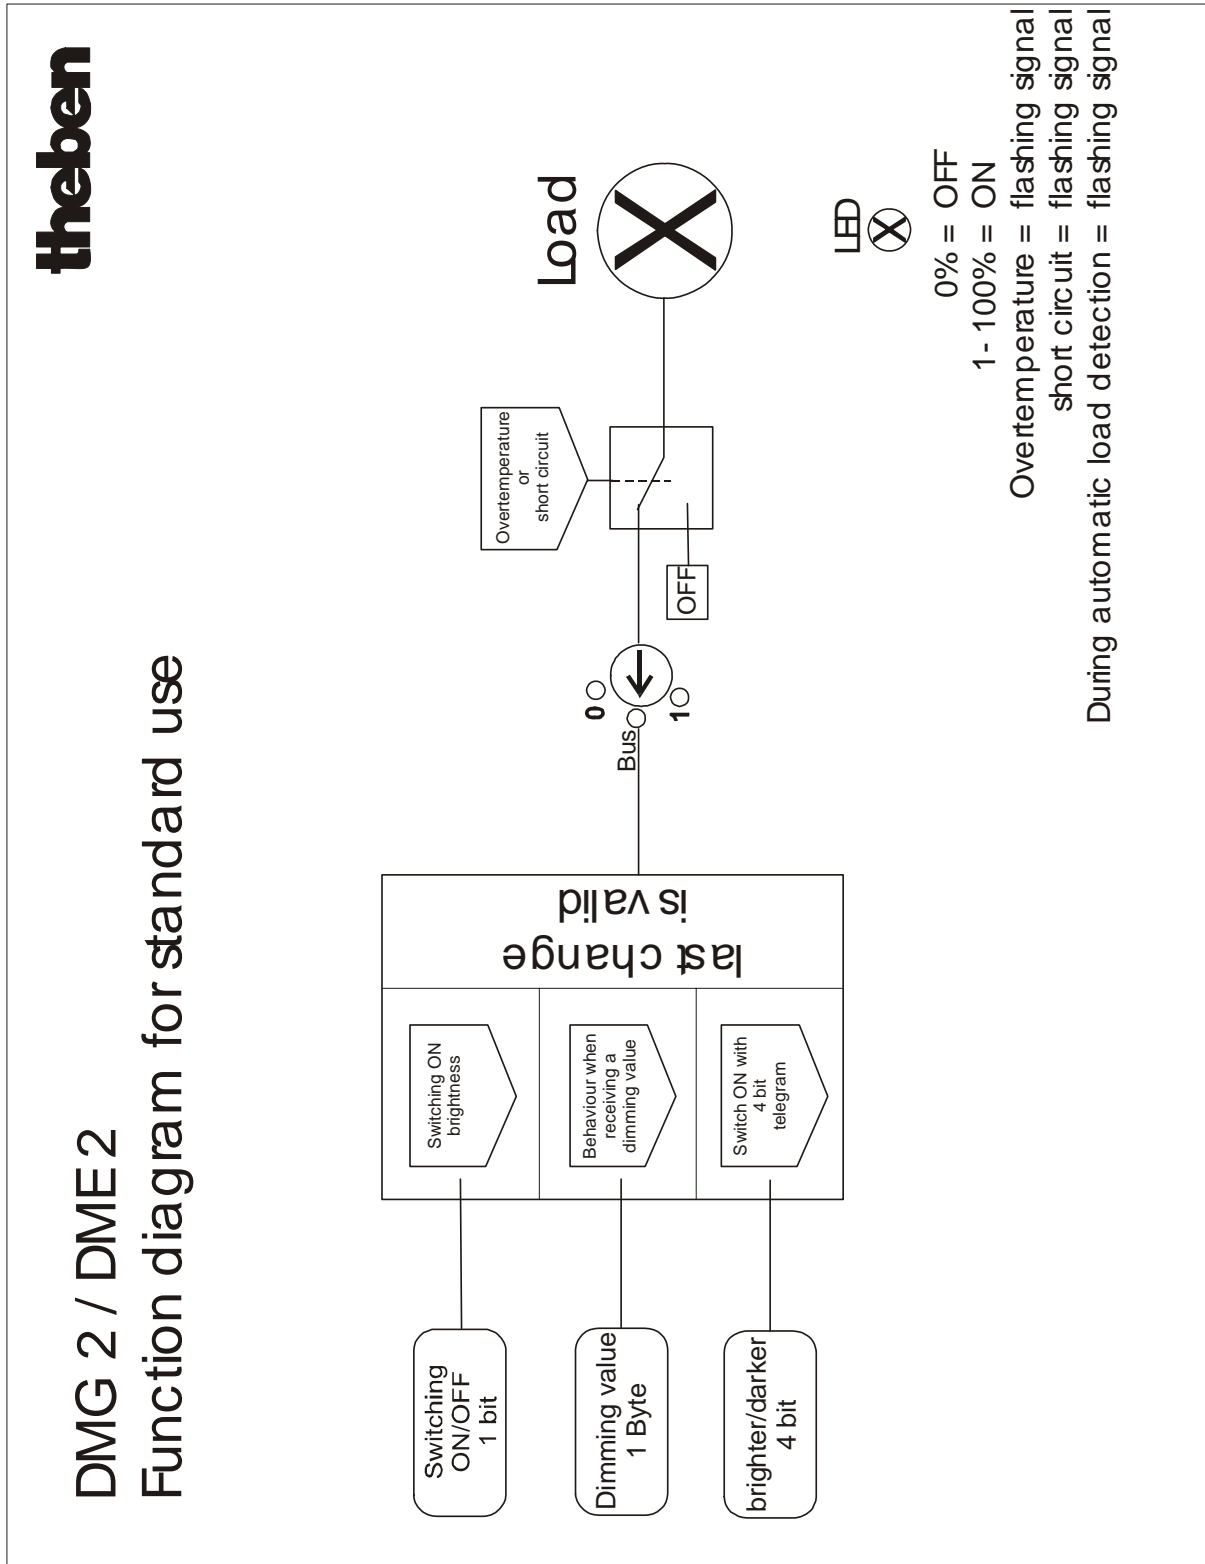 theben
DMG 2 / DME 2
Function diagram for standard use
Switching
ON/OFF
1 bit
Dimming value
1 Byte
brighter/darker
4 bit
Switching ON
brightness
Behaviour when
receiving a
dimming value
Switch ON with
4 bit
telegram
last change
is valid
Bus
0
1
OFF
Overtemperature
or
short circuit
Load
LED
0% = OFF
1- 100% = ON
Overtemperature = flashing signal
short circuit = flashing signal
During automatic load detection = flashing signal